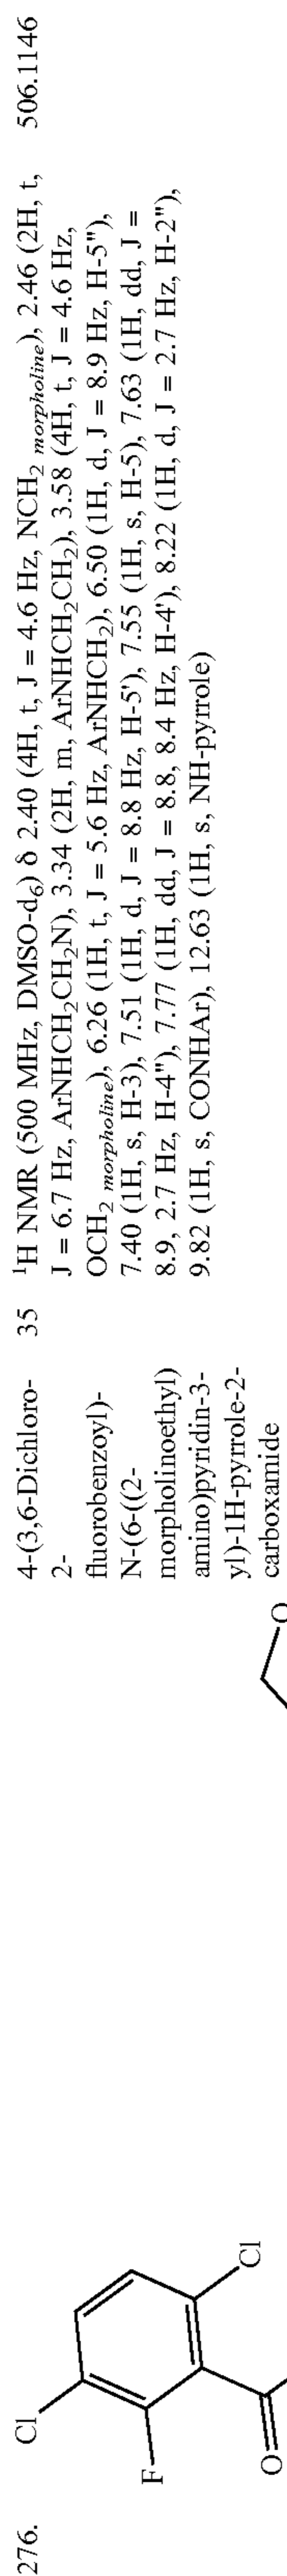 276.
Cl
F
Cl
O
O
4-(3,6-Dichloro-
2-
fluorobenzoyl)-
N-(6-((2-
morpholinoethyl)
amino)pyridin-3-
yl)-1H-pyrrole-2-
carboxamide
35
¹H NMR (500 MHz, DMSO-d₆) δ 2.40 (4H, t, J = 4.6 Hz, NCH₂ morpholine), 2.46 (2H, t,
J = 6.7 Hz, ArNHCH₂CH₂N), 3.34 (2H, m, ArNHCH₂CH₂), 3.58 (4H, t, J = 4.6 Hz,
OCH₂ morpholine), 6.26 (1H, t, J = 5.6 Hz, ArNHCH₂), 6.50 (1H, d, J = 8.9 Hz, H-5"),
7.40 (1H, s, H-3), 7.51 (1H, d, J = 8.8 Hz, H-5'), 7.55 (1H, s, H-5), 7.63 (1H, dd, J =
8.9, 2.7 Hz, H-4"), 7.77 (1H, dd, J = 8.8, 8.4 Hz, H-4'), 8.22 (1H, d, J = 2.7 Hz, H-2"),
9.82 (1H, s, CONHAr), 12.63 (1H, s, NH-pyrrole)
506.1146